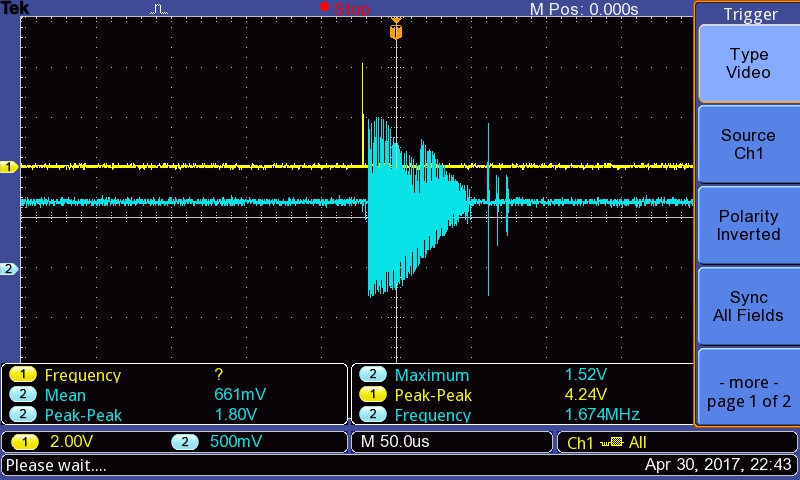 Tek Stop M Pos: 0.000s
Trigger
Type
Video
Source
Ch1
Polarity
Inverted
Sync
All Fields
- more -
page 1 of 2
T
1
2
1 Frequency ?
2 Mean 661mV
2 Peak-Peak 1.80V
2 Maximum 1.52V
1 Peak-Peak 4.24V
2 Frequency 1.674MHz
1 2.00V 2 500mV M 50.0us Ch1 All
Please wait.... Apr 30, 2017, 22:43